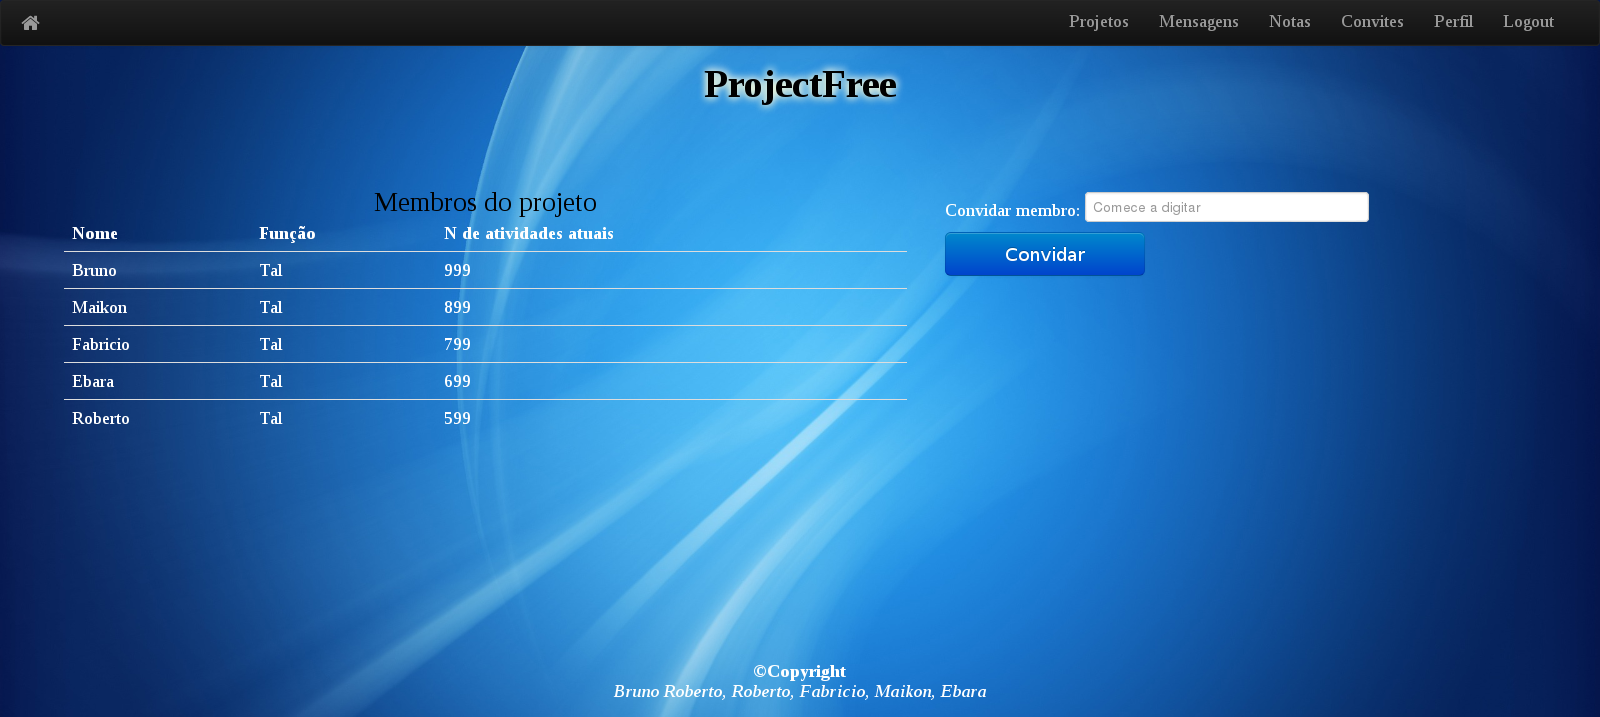 Projetos Mensagens Notas Convites Perfil Logout
ProjectFree
Membros do projeto
Nome Função N de atividades atuais
Bruno Tal 999
Maikon Tal 899
Fabricio Tal 799
Ebara Tal 699
Roberto Tal 599
Convidar membro: Comece a digitar
Convidar
©Copyright
Bruno Roberto, Roberto, Fabricio, Maikon, Ebara